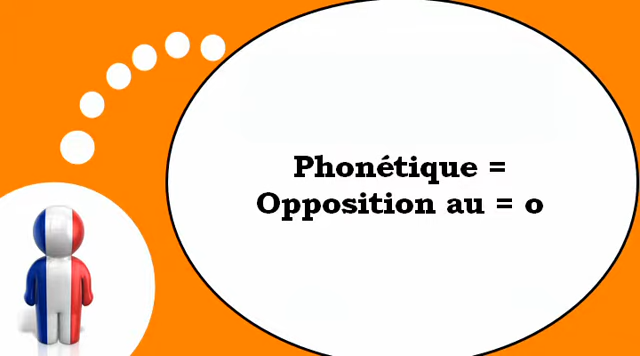 Phonétique =
Opposition au = o